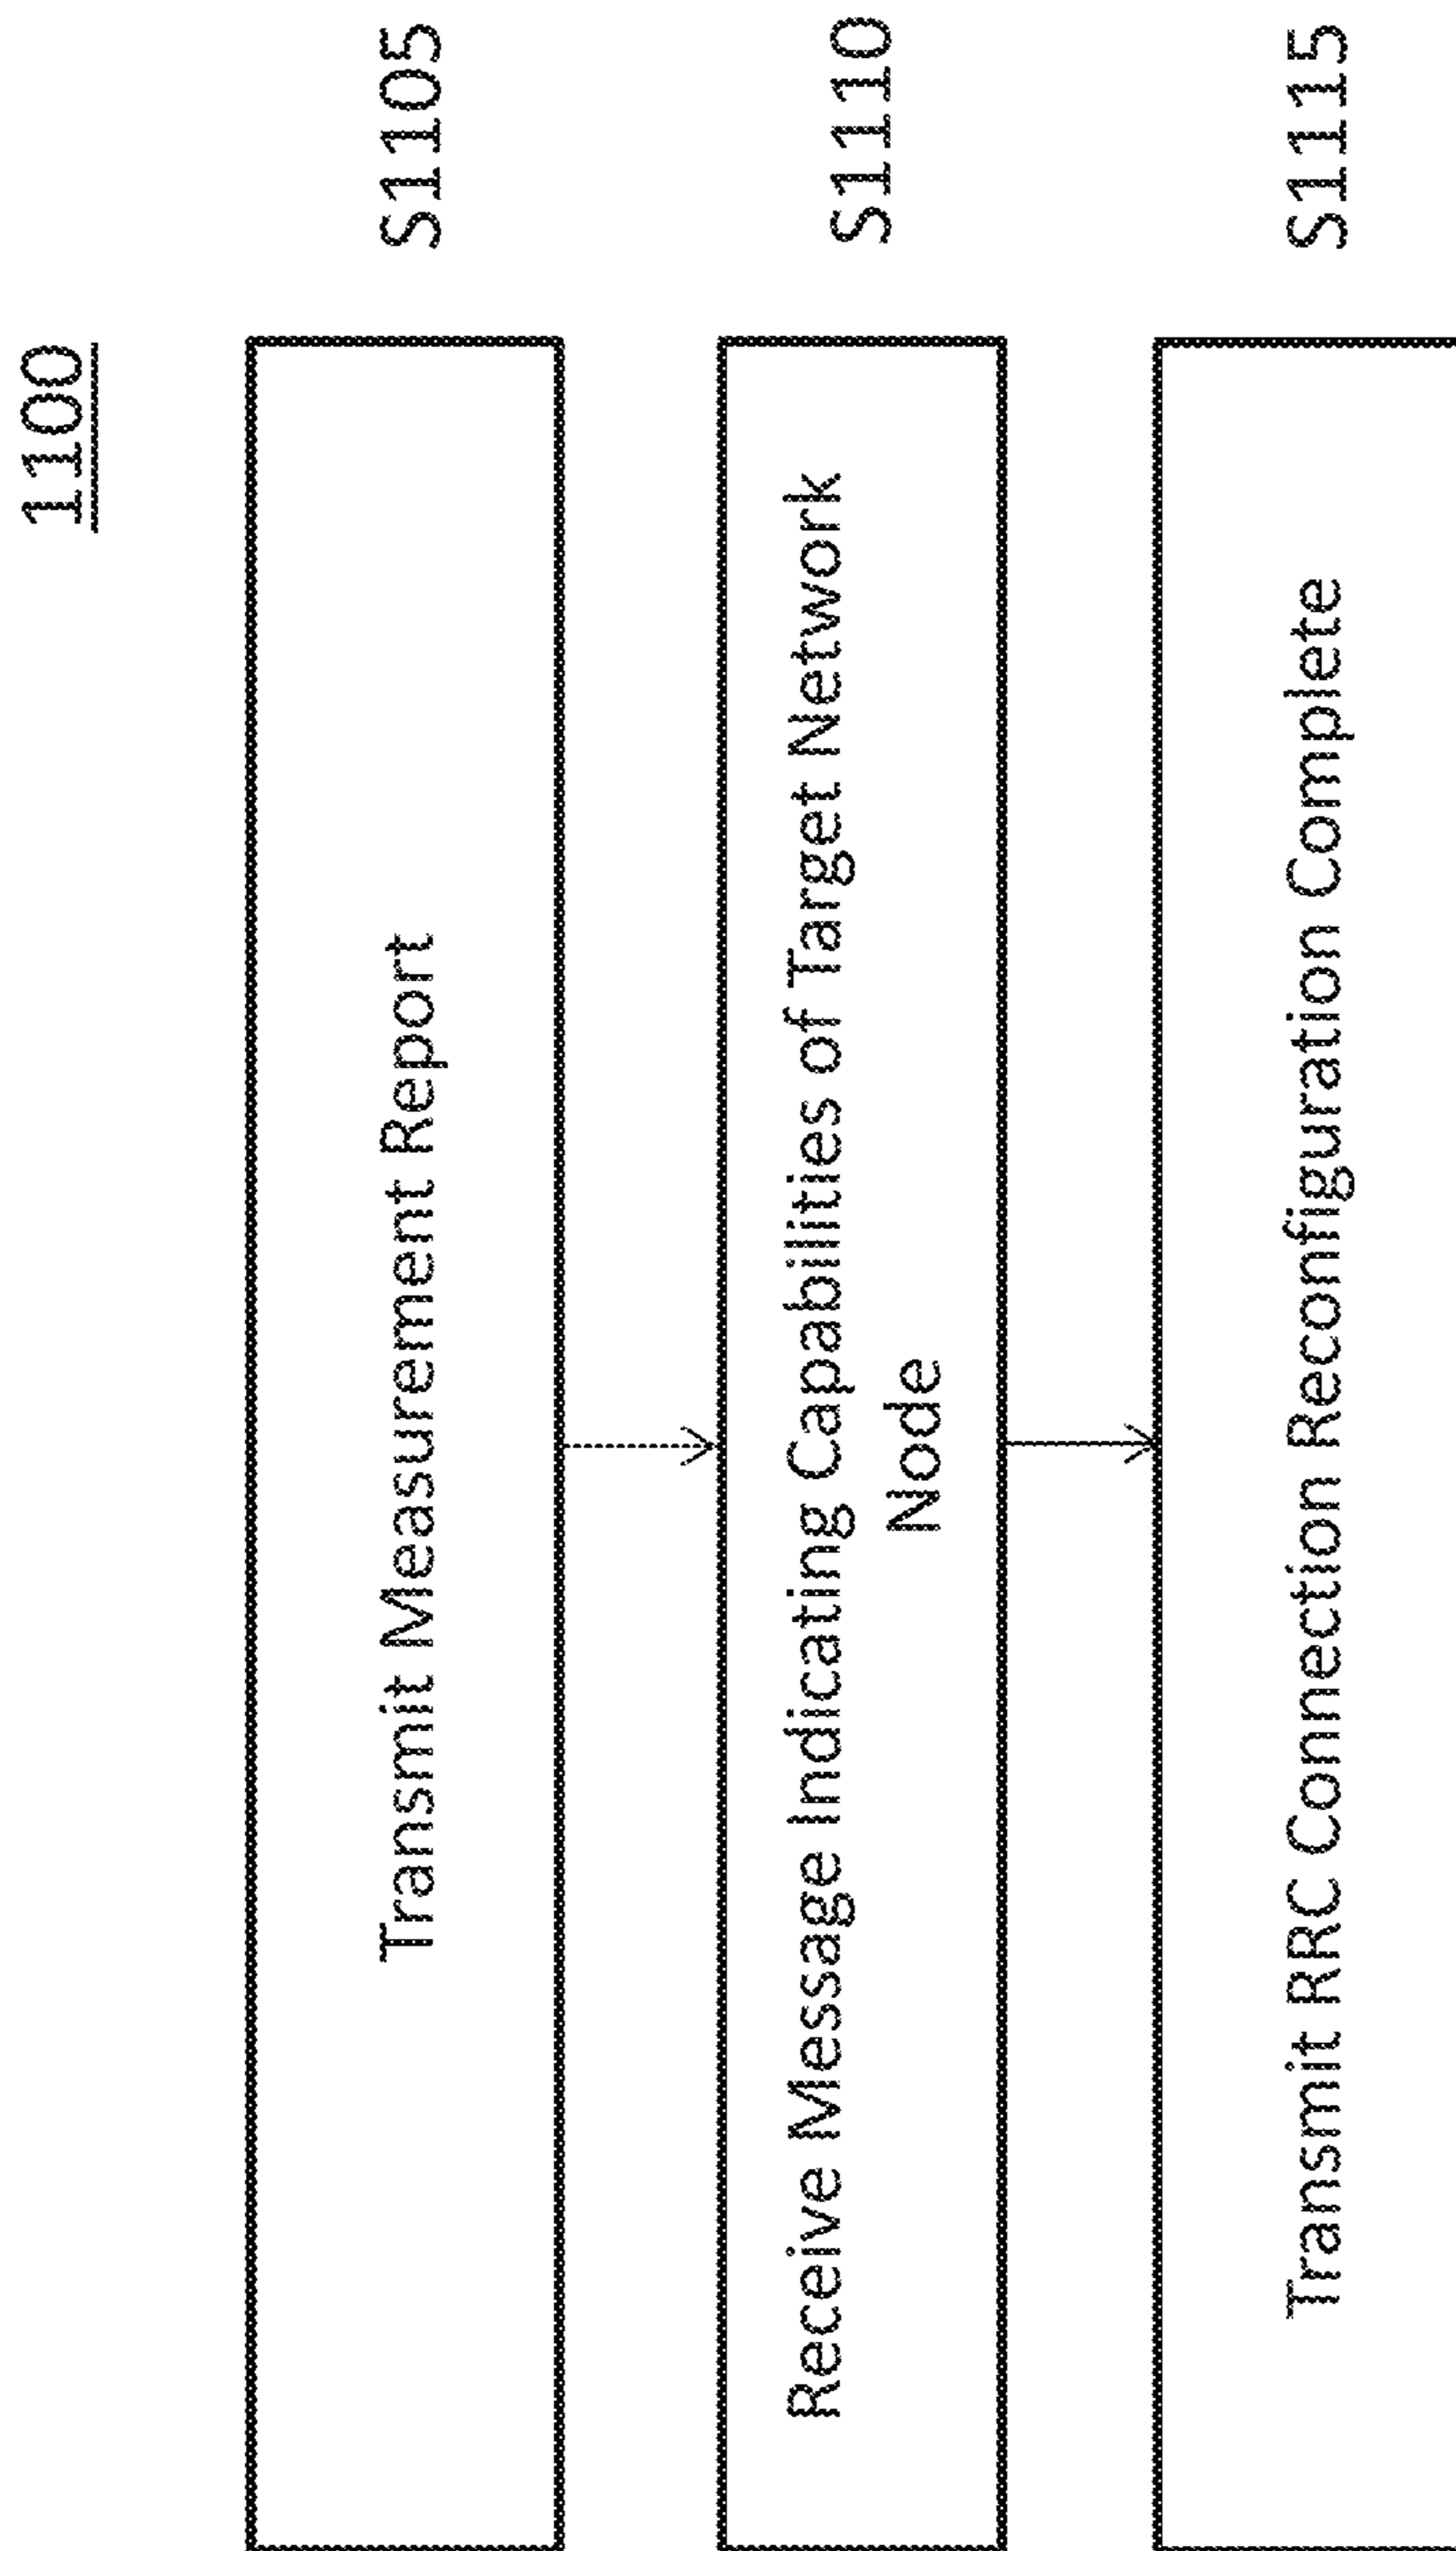 1100
Transmit Measurement Report
S1105
Receive Message Indicating Capabilities of Target Network
Node
S1110
Transmit RRC Connection Reconfiguration Complete
S1115